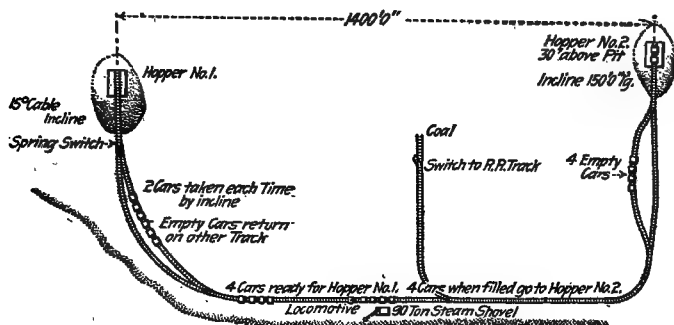 1400'0"
Hopper No.1.
Hopper No.2.
30' above Pit
Incline 150'0" lg.
15° Cable
Incline
Spring Switch
Coal
Switch to R.R. Track
4 Empty
Cars
2 Cars taken each Time
by incline
Empty Cars return
on other Track
4 Cars ready for Hopper No.1.
4 Cars when filled go to Hopper No.2.
Locomotive
90 Ton Steam Shovel